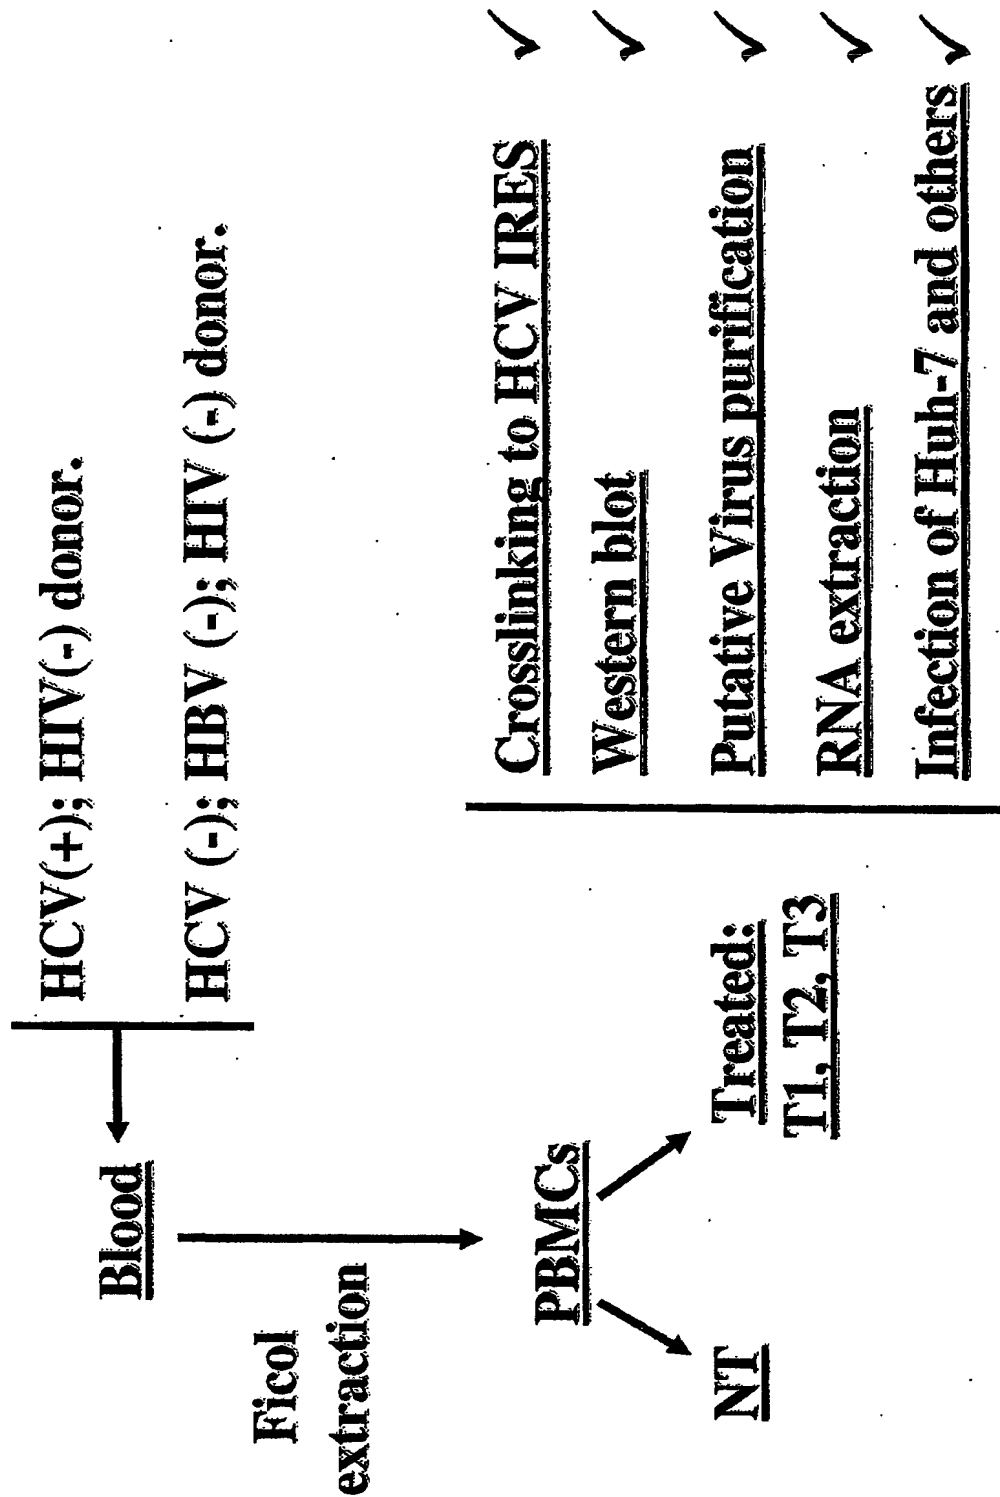 HCV(+); HIV(-) donor.
HCV (-); HBV (-); HIV (-) donor.
Blood
Ficol
extraction
PBMCs
NT
Treated:
T1, T2, T3
Crosslinking to HCV IRES
Western blot
Putative Virus purification
RNA extraction
Infection of Huh-7 and others